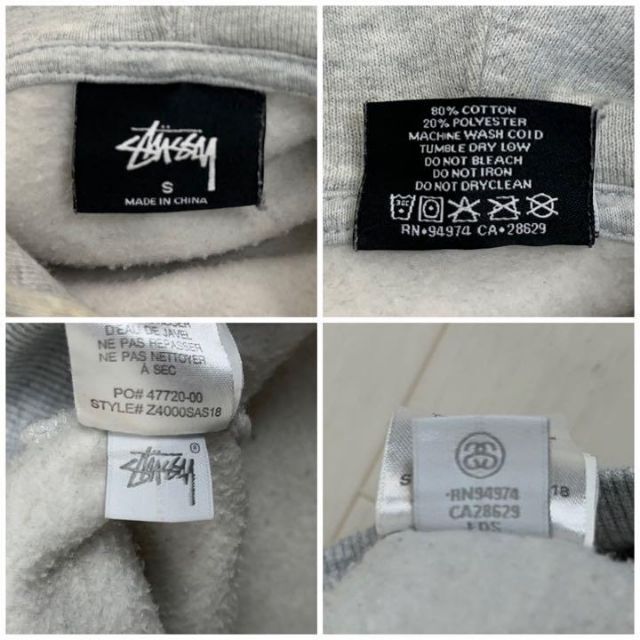 STÜSSY
S
MADE IN CHINA
80% COTTON
20% POLYESTER
MACHINE WASH COLD
TUMBLE DRY LOW
DO NOT BLEACH
DO NOT IRON
DO NOT DRYCLEAN
RN•94974 CA•28629
D'EAU DE JAVEL
NE PAS REPASSER
NE PAS NETTOYER
À SEC
PO# 47720-00
STYLE# Z4000SAS18
STÜSSY®
S 18
•RN94974
CA28629